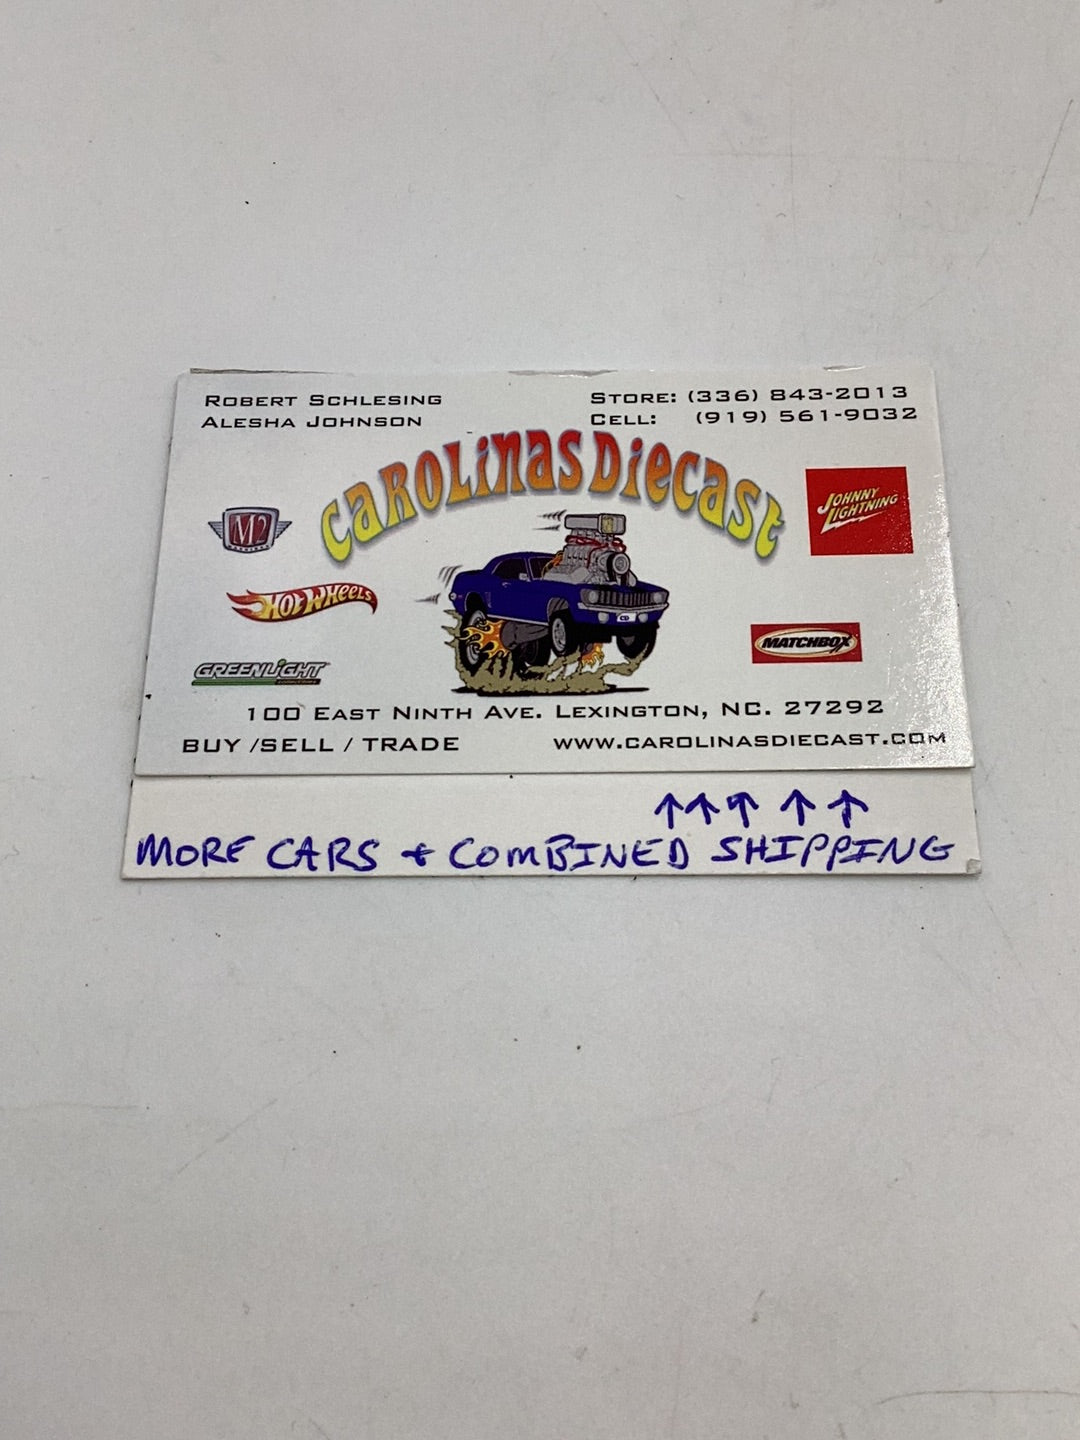 ROBERT SCHLESING
ALESHA JOHNSON
STORE: (336) 843-2013
CELL: (919) 561-9032
CAROLINAS DIECAST
M2
JOHNNY
LIGHTNING
HOT WHEELS
MATCHBOX
GREENLIGHT
CD
100 EAST NINTH AVE. LEXINGTON, NC. 27292
BUY /SELL / TRADE
WWW.CAROLINASDIECAST.COM
↑↑↑↑↑
MORE CARS + COMBINED SHIPPING